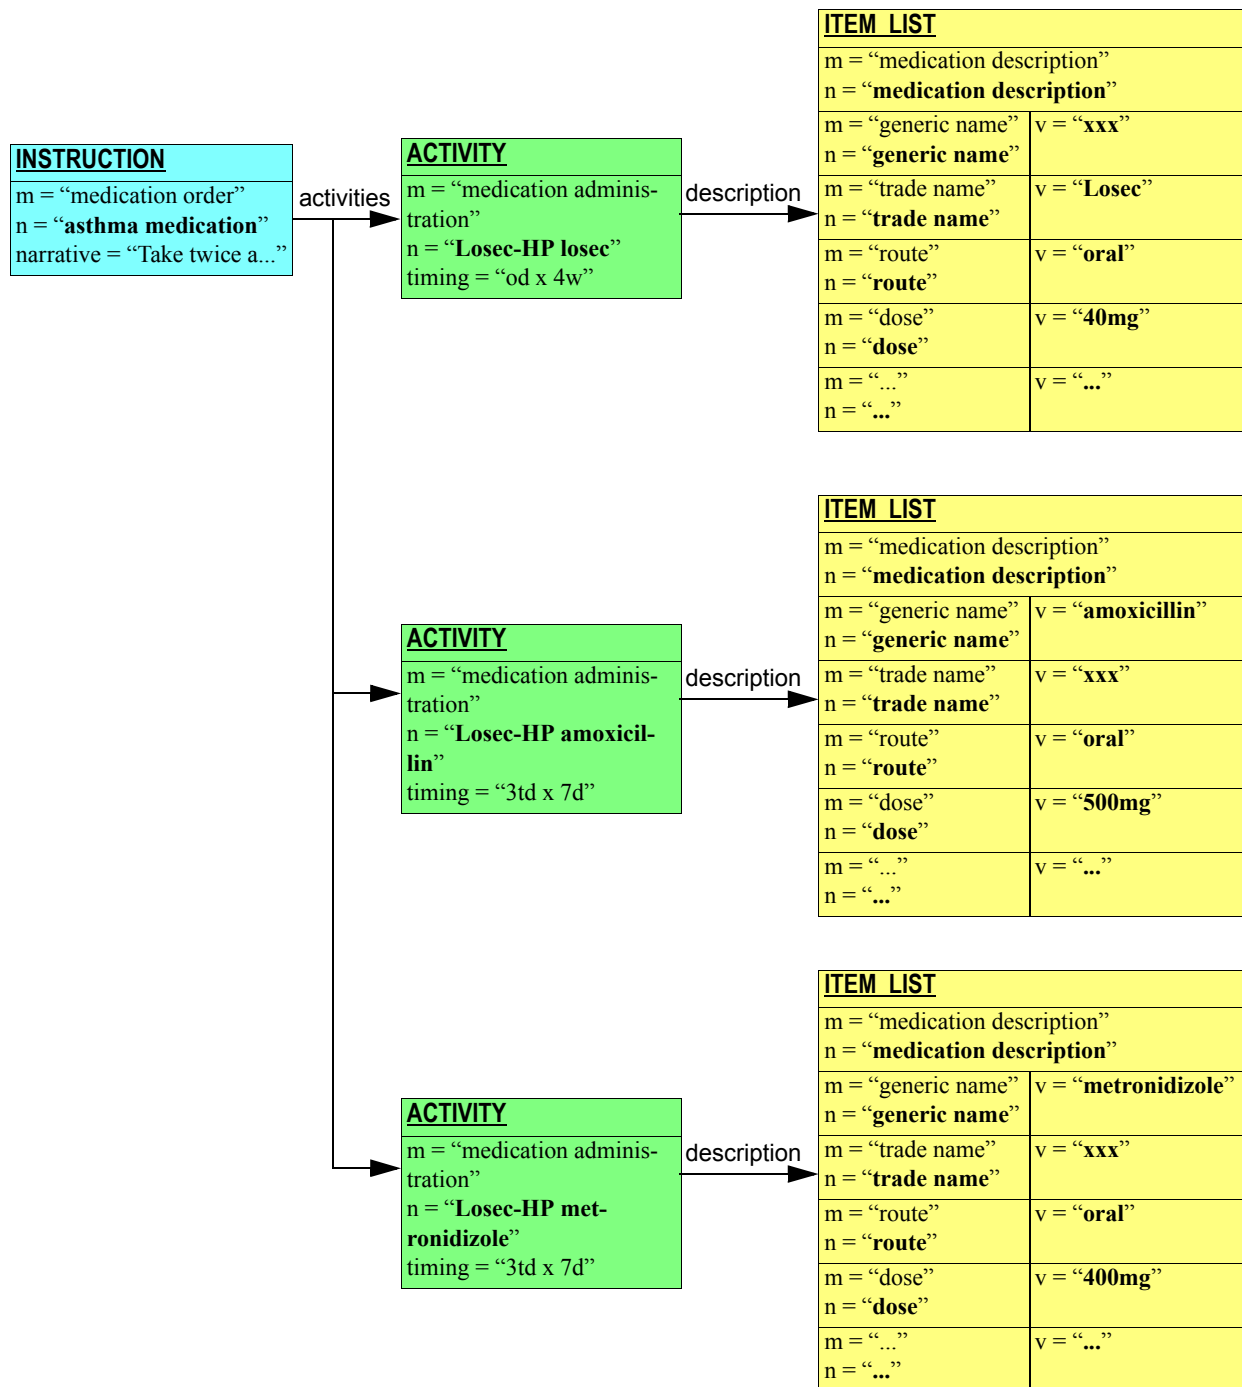 INSTRUCTION
m = “medication order”
n = “asthma medication”
narrative = “Take twice a...”
activities
ACTIVITY
m = “medication adminis-
tration”
n = “Losec-HP losec”
timing = “od x 4w”
description
ITEM_LIST
m = “medication description”
n = “medication description”
m = “generic name” v = “xxx”
n = “generic name”
m = “trade name” v = “Losec”
n = “trade name”
m = “route” v = “oral”
n = “route”
m = “dose” v = “40mg”
n = “dose”
m = “...” v = “...”
n = “...”
ACTIVITY
m = “medication adminis-
tration”
n = “Losec-HP amoxicil-
lin”
timing = “3td x 7d”
description
ITEM_LIST
m = “medication description”
n = “medication description”
m = “generic name” v = “amoxicillin”
n = “generic name”
m = “trade name” v = “xxx”
n = “trade name”
m = “route” v = “oral”
n = “route”
m = “dose” v = “500mg”
n = “dose”
m = “...” v = “...”
n = “...”
ACTIVITY
m = “medication adminis-
tration”
n = “Losec-HP met-
ronidizole”
timing = “3td x 7d”
description
ITEM_LIST
m = “medication description”
n = “medication description”
m = “generic name” v = “metronidizole”
n = “generic name”
m = “trade name” v = “xxx”
n = “trade name”
m = “route” v = “oral”
n = “route”
m = “dose” v = “400mg”
n = “dose”
m = “...” v = “...”
n = “...”